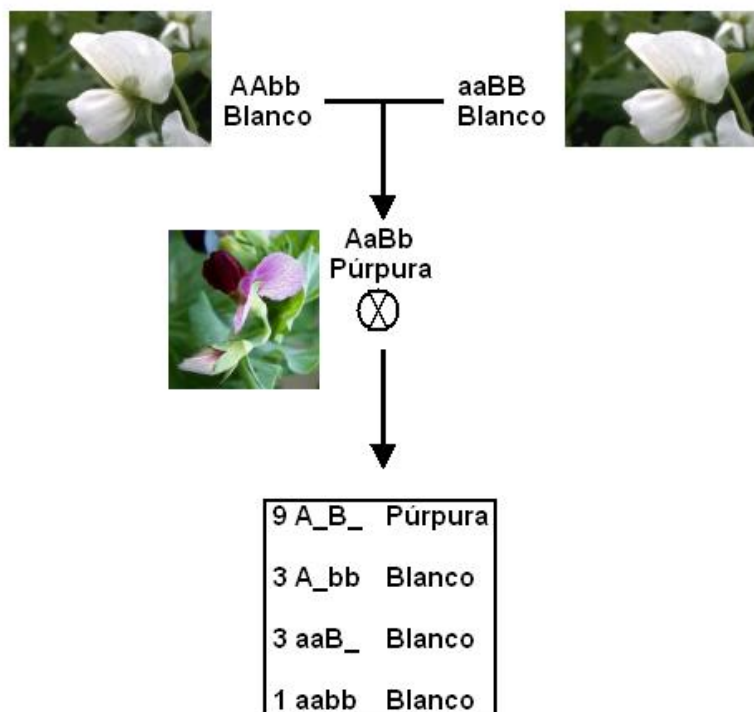 AAbb
Blanco
aaBB
Blanco
AaBb
Púrpura
9 A_B_ Púrpura
3 A_bb Blanco
3 aaB_ Blanco
1 aabb Blanco